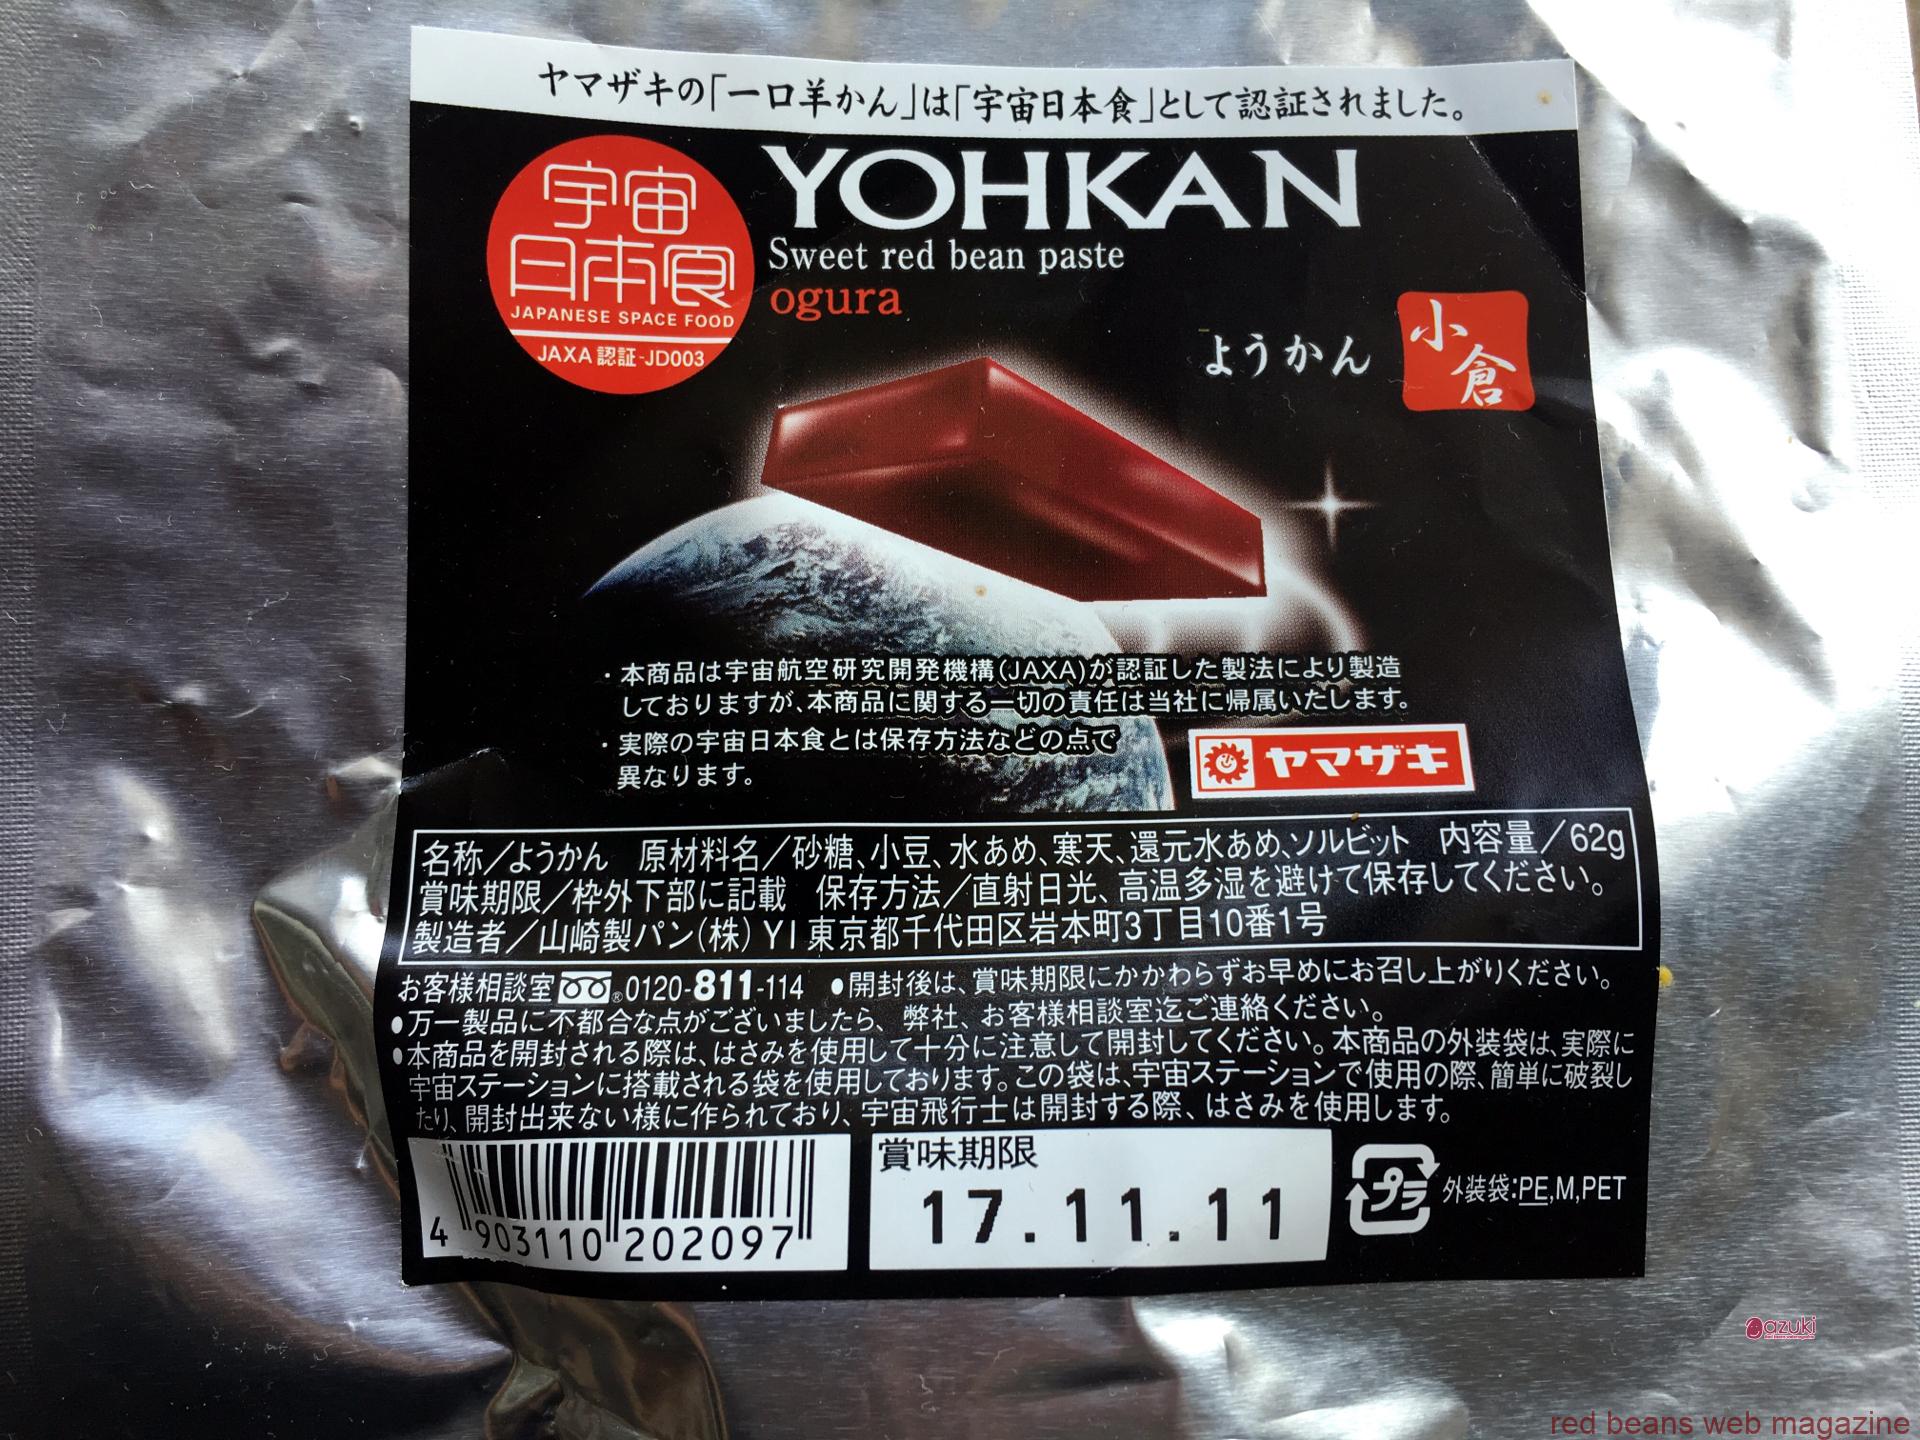 ヤマザキの「一口羊かん」は「宇宙日本食」として認証されました。
宇宙
日本食
JAPANESE SPACE FOOD
JAXA 認証-JD003
YOHKAN
Sweet red bean paste
ogura
ようかん
小倉
・本商品は宇宙航空研究開発機構(JAXA)が認証した製法により製造
しておりますが、本商品に関する一切の責任は当社に帰属いたします。
・実際の宇宙日本食とは保存方法などの点で
異なります。
ヤマザキ
名称／ようかん 原材料名／砂糖、小豆、水あめ、寒天、還元水あめ、ソルビット 内容量／62g
賞味期限／枠外下部に記載 保存方法／直射日光、高温多湿を避けて保存してください。
製造者／山崎製パン(株) YI 東京都千代田区岩本町3丁目10番1号
お客様相談室 ® 0120-811-114 ●開封後は、賞味期限にかかわらずお早めにお召し上がりください。
●万一製品に不都合な点がございましたら、弊社、お客様相談室迄ご連絡ください。
●本商品を開封される際は、はさみを使用して十分に注意して開封してください。本商品の外装袋は、実際に
宇宙ステーションに搭載される袋を使用しております。この袋は、宇宙ステーションで使用の際、簡単に破裂し
たり、開封出来ない様に作られており、宇宙飛行士は開封する際、はさみを使用します。
4 903110 202097
賞味期限
17.11.11
プラ
外装袋:PE,M,PET
azuki
red beans web magazine